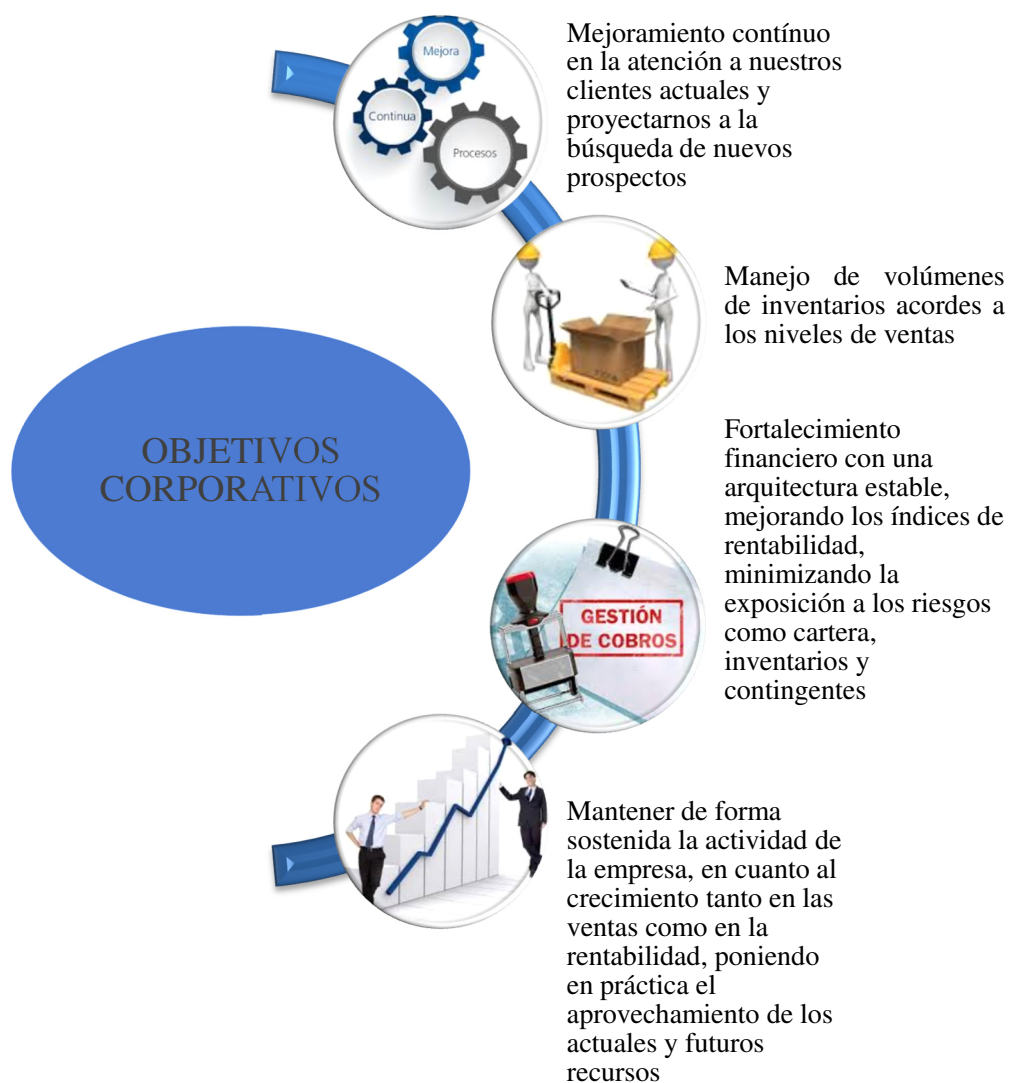 Mejora
Continua
Procesos
Mejoramiento contínuo
en la atención a nuestros
clientes actuales y
proyectarnos a la
búsqueda de nuevos
prospectos
Manejo de volúmenes
de inventarios acordes a
los niveles de ventas
OBJETIVOS
CORPORATIVOS
Fortalecimiento
financiero con una
arquitectura estable,
mejorando los índices de
rentabilidad,
minimizando la
exposición a los riesgos
como cartera,
inventarios y
contingentes
GESTIÓN
DE COBROS
Mantener de forma
sostenida la actividad de
la empresa, en cuanto al
crecimiento tanto en las
ventas como en la
rentabilidad, poniendo
en práctica el
aprovechamiento de los
actuales y futuros
recursos